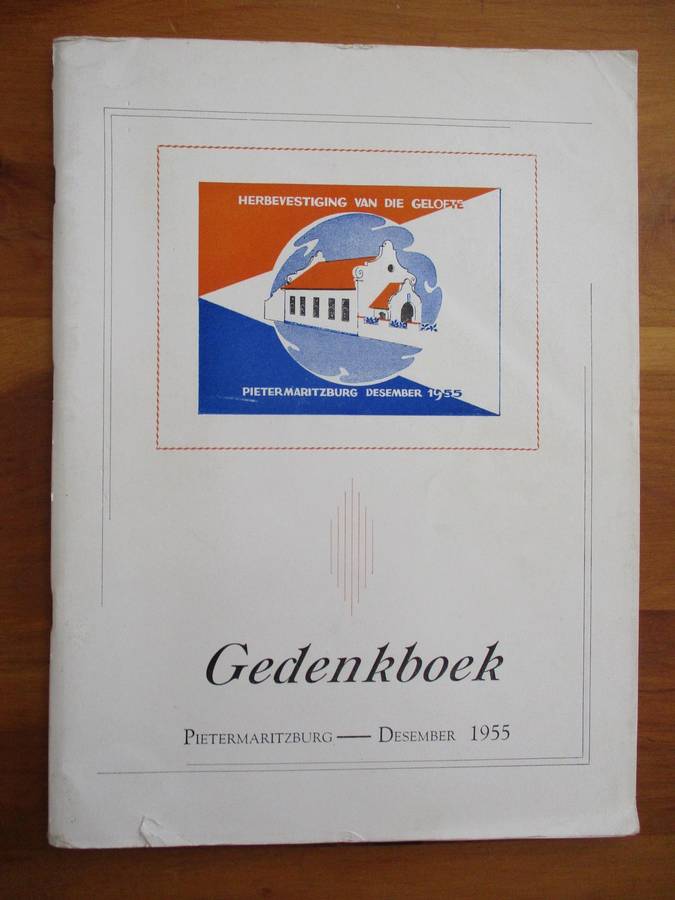 HERBEVESTIGING VAN DIE GELOFTE
PIETERMARITZBURG DESEMBER 1955
Gedenkboek
PIETERMARITZBURG — DESEMBER 1955